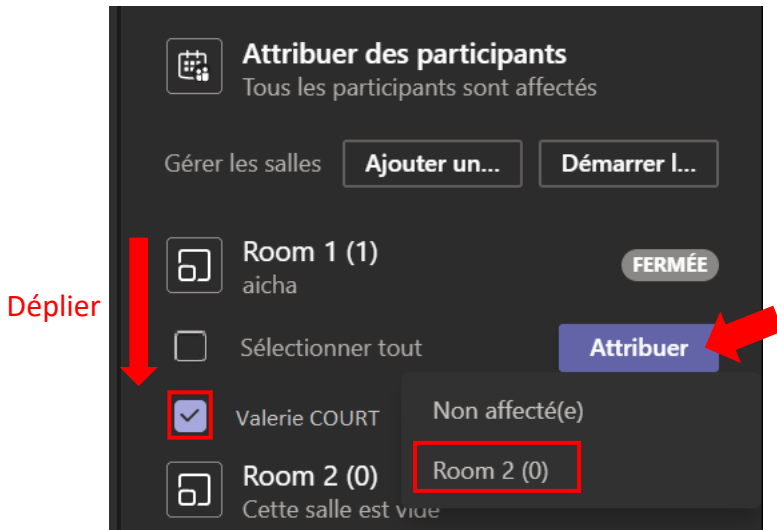 Attribuer des participants
Tous les participants sont affectés
Gérer les salles Ajouter un... Démarrer l...
Room 1 (1)
aicha
FERMÉE
Déplier
Sélectionner tout Attribuer
Valerie COURT
Non affecté(e)
Room 2 (0)
Room 2 (0)
Cette salle est vide